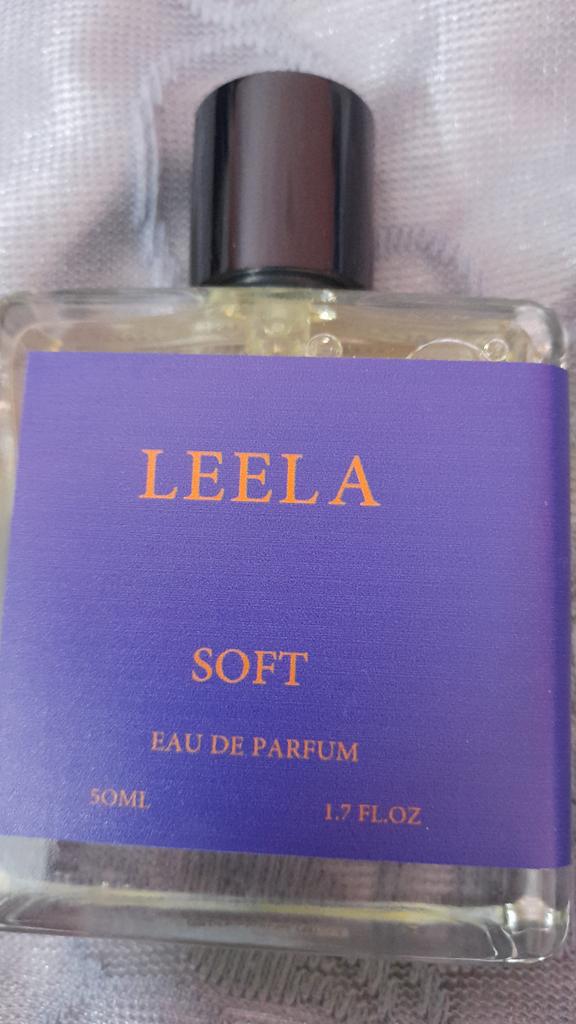 LEELA
SOFT
EAU DE PARFUM
50ML 1.7 FL.OZ